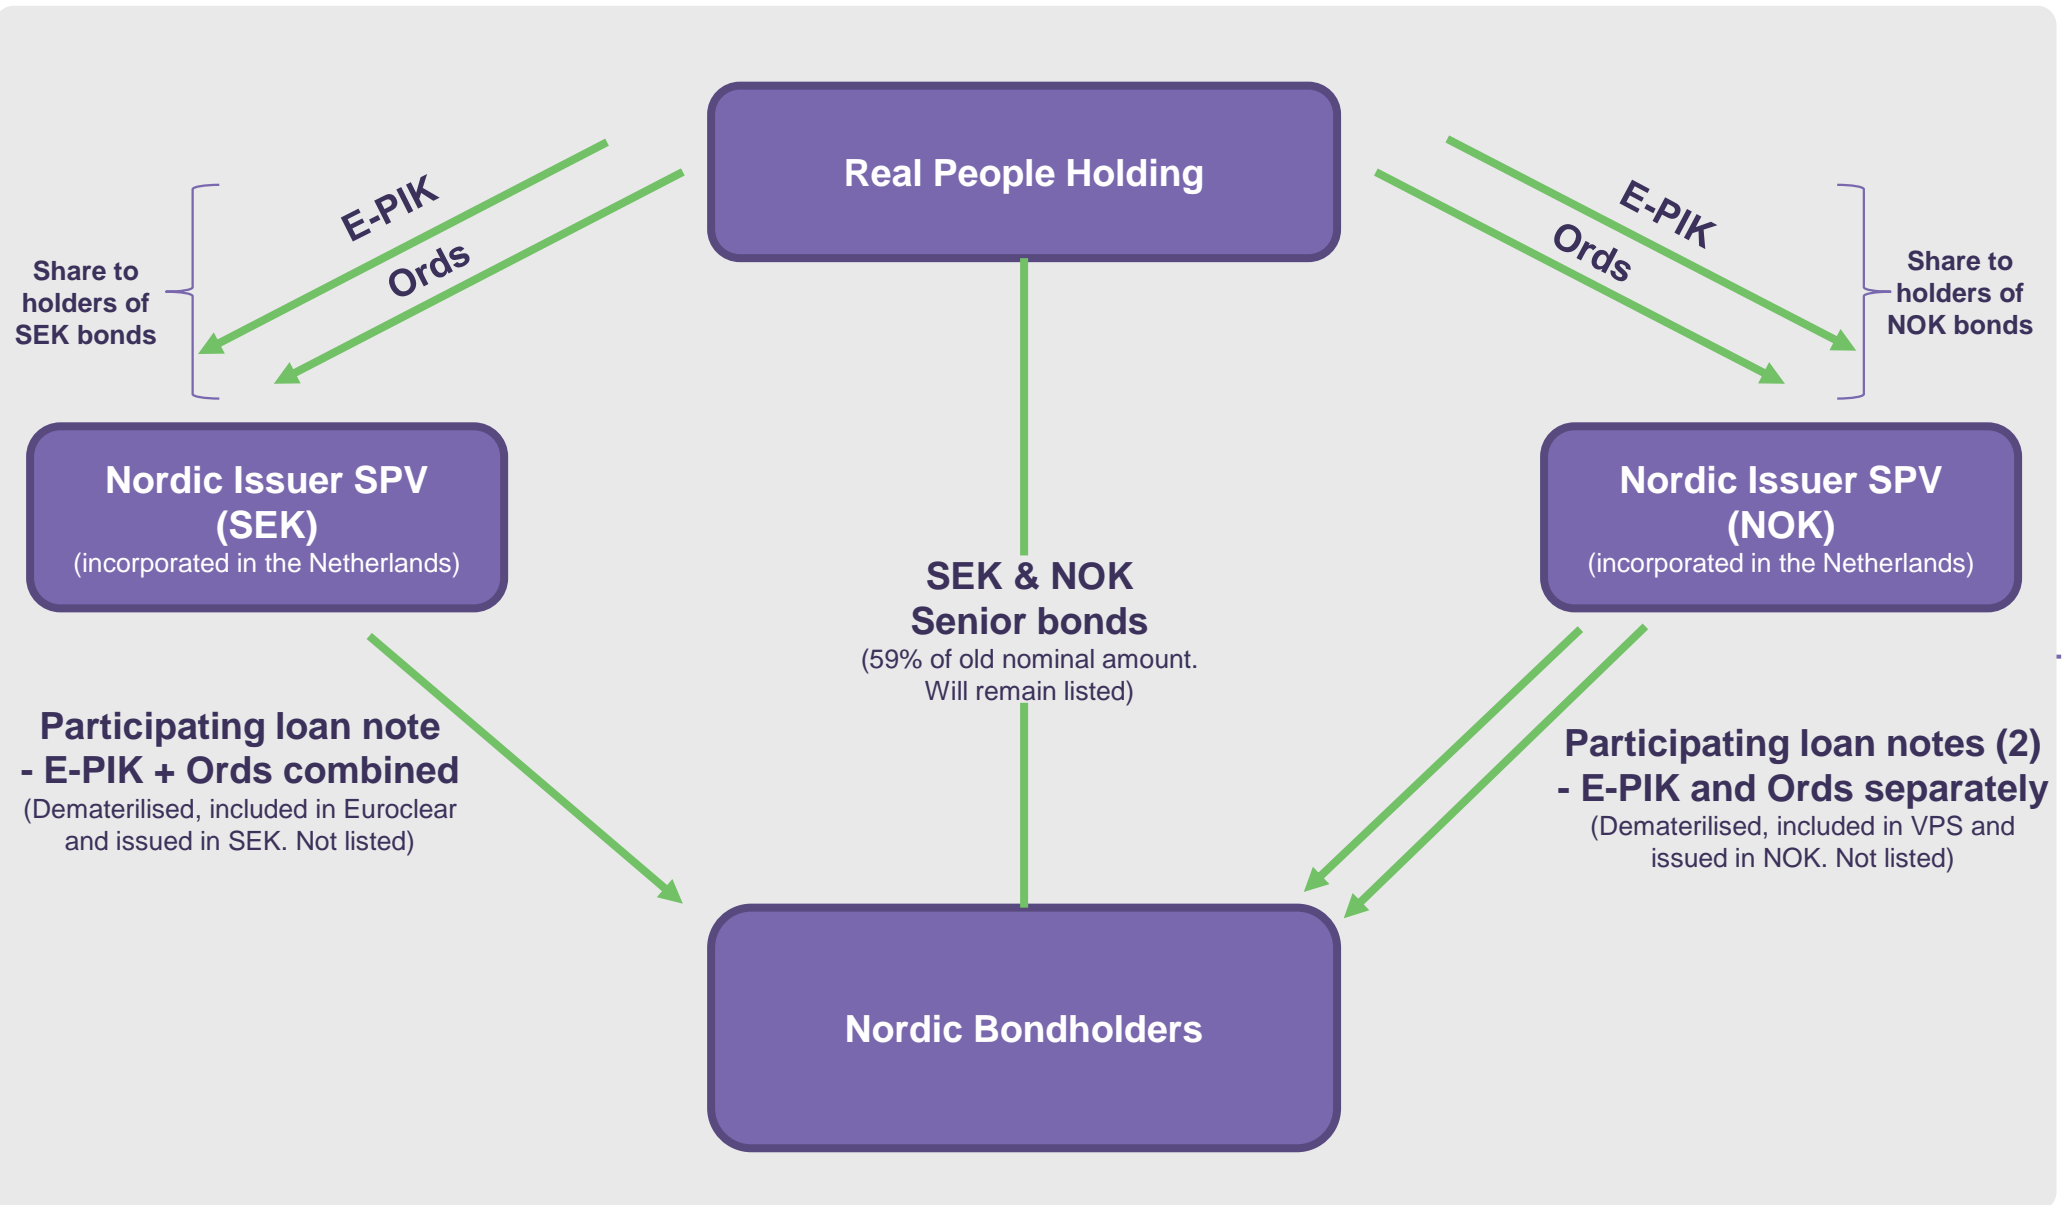 Real People Holding
E-PIK
Ords
E-PIK
Ords
Share to
holders of
SEK bonds
Share to
holders of
NOK bonds
Nordic Issuer SPV
(SEK)
(incorporated in the Netherlands)
Nordic Issuer SPV
(NOK)
(incorporated in the Netherlands)
SEK & NOK
Senior bonds
(59% of old nominal amount.
Will remain listed)
Participating loan note
- E-PIK + Ords combined
(Dematerilised, included in Euroclear
and issued in SEK. Not listed)
Participating loan notes (2)
- E-PIK and Ords separately
(Dematerilised, included in VPS and
issued in NOK. Not listed)
Nordic Bondholders